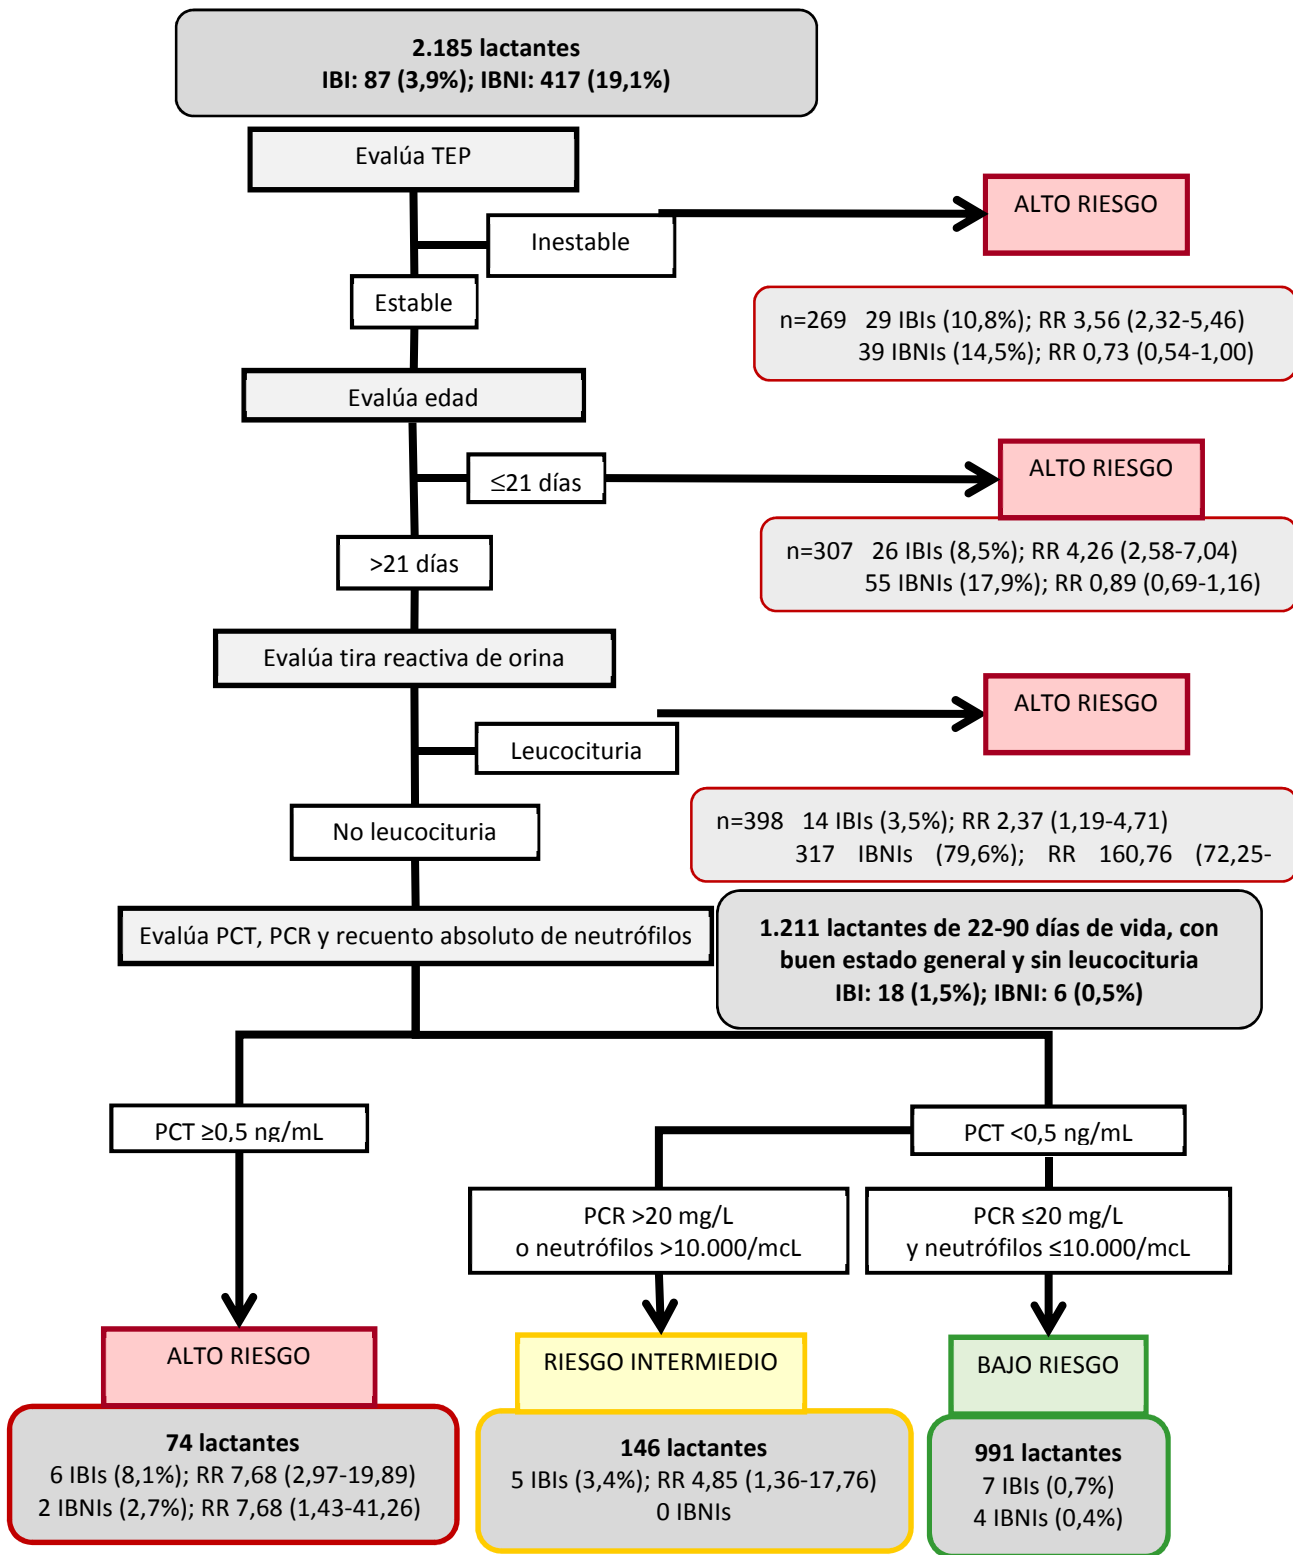 2.185 lactantes
IBI: 87 (3,9%); IBNI: 417 (19,1%)
Evalúa TEP
ALTO RIESGO
Inestable
Estable
n=269 29 IBIs (10,8%); RR 3,56 (2,32-5,46)
39 IBNIs (14,5%); RR 0,73 (0,54-1,00)
Evalúa edad
ALTO RIESGO
≤21 días
n=307 26 IBIs (8,5%); RR 4,26 (2,58-7,04)
55 IBNIs (17,9%); RR 0,89 (0,69-1,16)
>21 días
Evalúa tira reactiva de orina
ALTO RIESGO
Leucocituria
No leucocituria
n=398 14 IBIs (3,5%); RR 2,37 (1,19-4,71)
317 IBNIs (79,6%); RR 160,76 (72,25-
Evalúa PCT, PCR y recuento absoluto de neutrófilos
1.211 lactantes de 22-90 días de vida, con
buen estado general y sin leucocituria
IBI: 18 (1,5%); IBNI: 6 (0,5%)
PCT ≥0,5 ng/mL
PCT <0,5 ng/mL
PCR >20 mg/L
o neutrófilos >10.000/mcL
PCR ≤20 mg/L
y neutrófilos ≤10.000/mcL
ALTO RIESGO
RIESGO INTERMEDIO
BAJO RIESGO
74 lactantes
6 IBIs (8,1%); RR 7,68 (2,97-19,89)
2 IBNIs (2,7%); RR 7,68 (1,43-41,26)
146 lactantes
5 IBIs (3,4%); RR 4,85 (1,36-17,76)
0 IBNIs
991 lactantes
7 IBIs (0,7%)
4 IBNIs (0,4%)